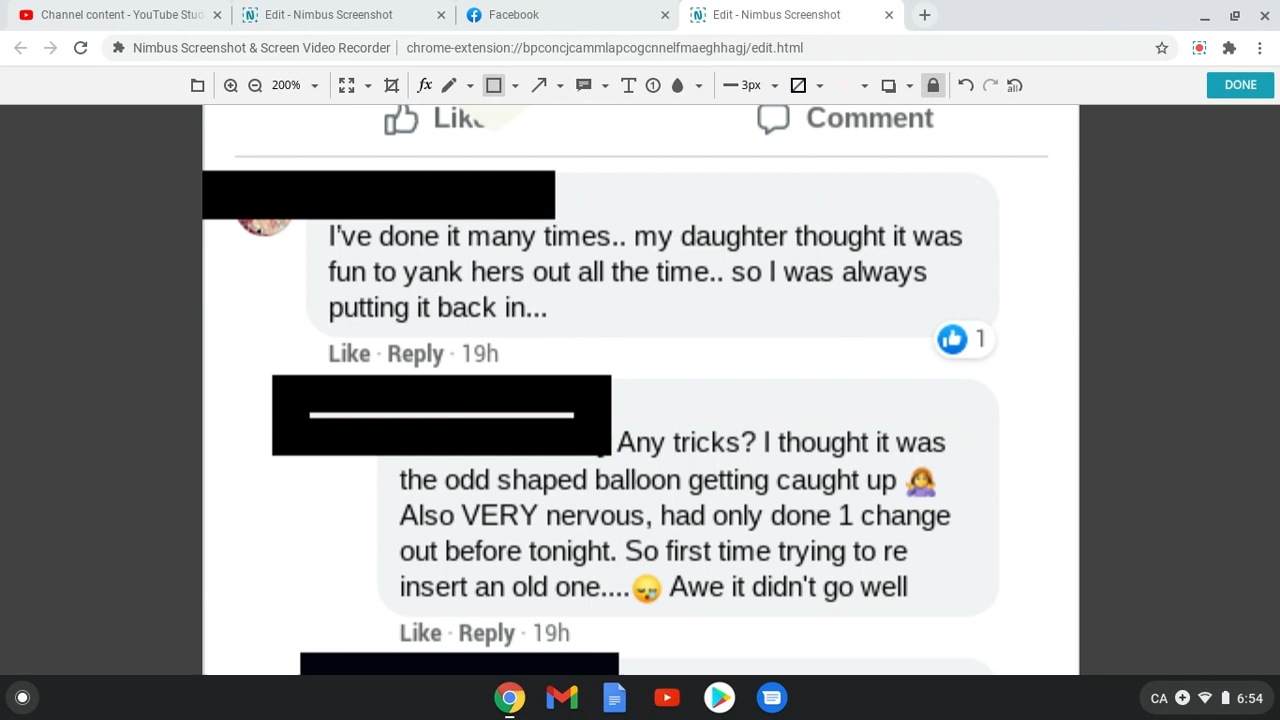 Channel content - YouTube Stud
Edit - Nimbus Screenshot
Facebook
Edit - Nimbus Screenshot
Nimbus Screenshot & Screen Video Recorder | chrome-extension://bpconcjcammlapcogcnnelfmaeghhagj/edit.html
200% fx T 1 3px all DONE
Like Comment
I've done it many times.. my daughter thought it was
fun to yank hers out all the time.. so I was always
putting it back in...
1
Like · Reply · 19h
Any tricks? I thought it was
the odd shaped balloon getting caught up 🤷‍♀️
Also VERY nervous, had only done 1 change
out before tonight. So first time trying to re
insert an old one....😪 Awe it didn't go well
Like · Reply · 19h
CA 6:54